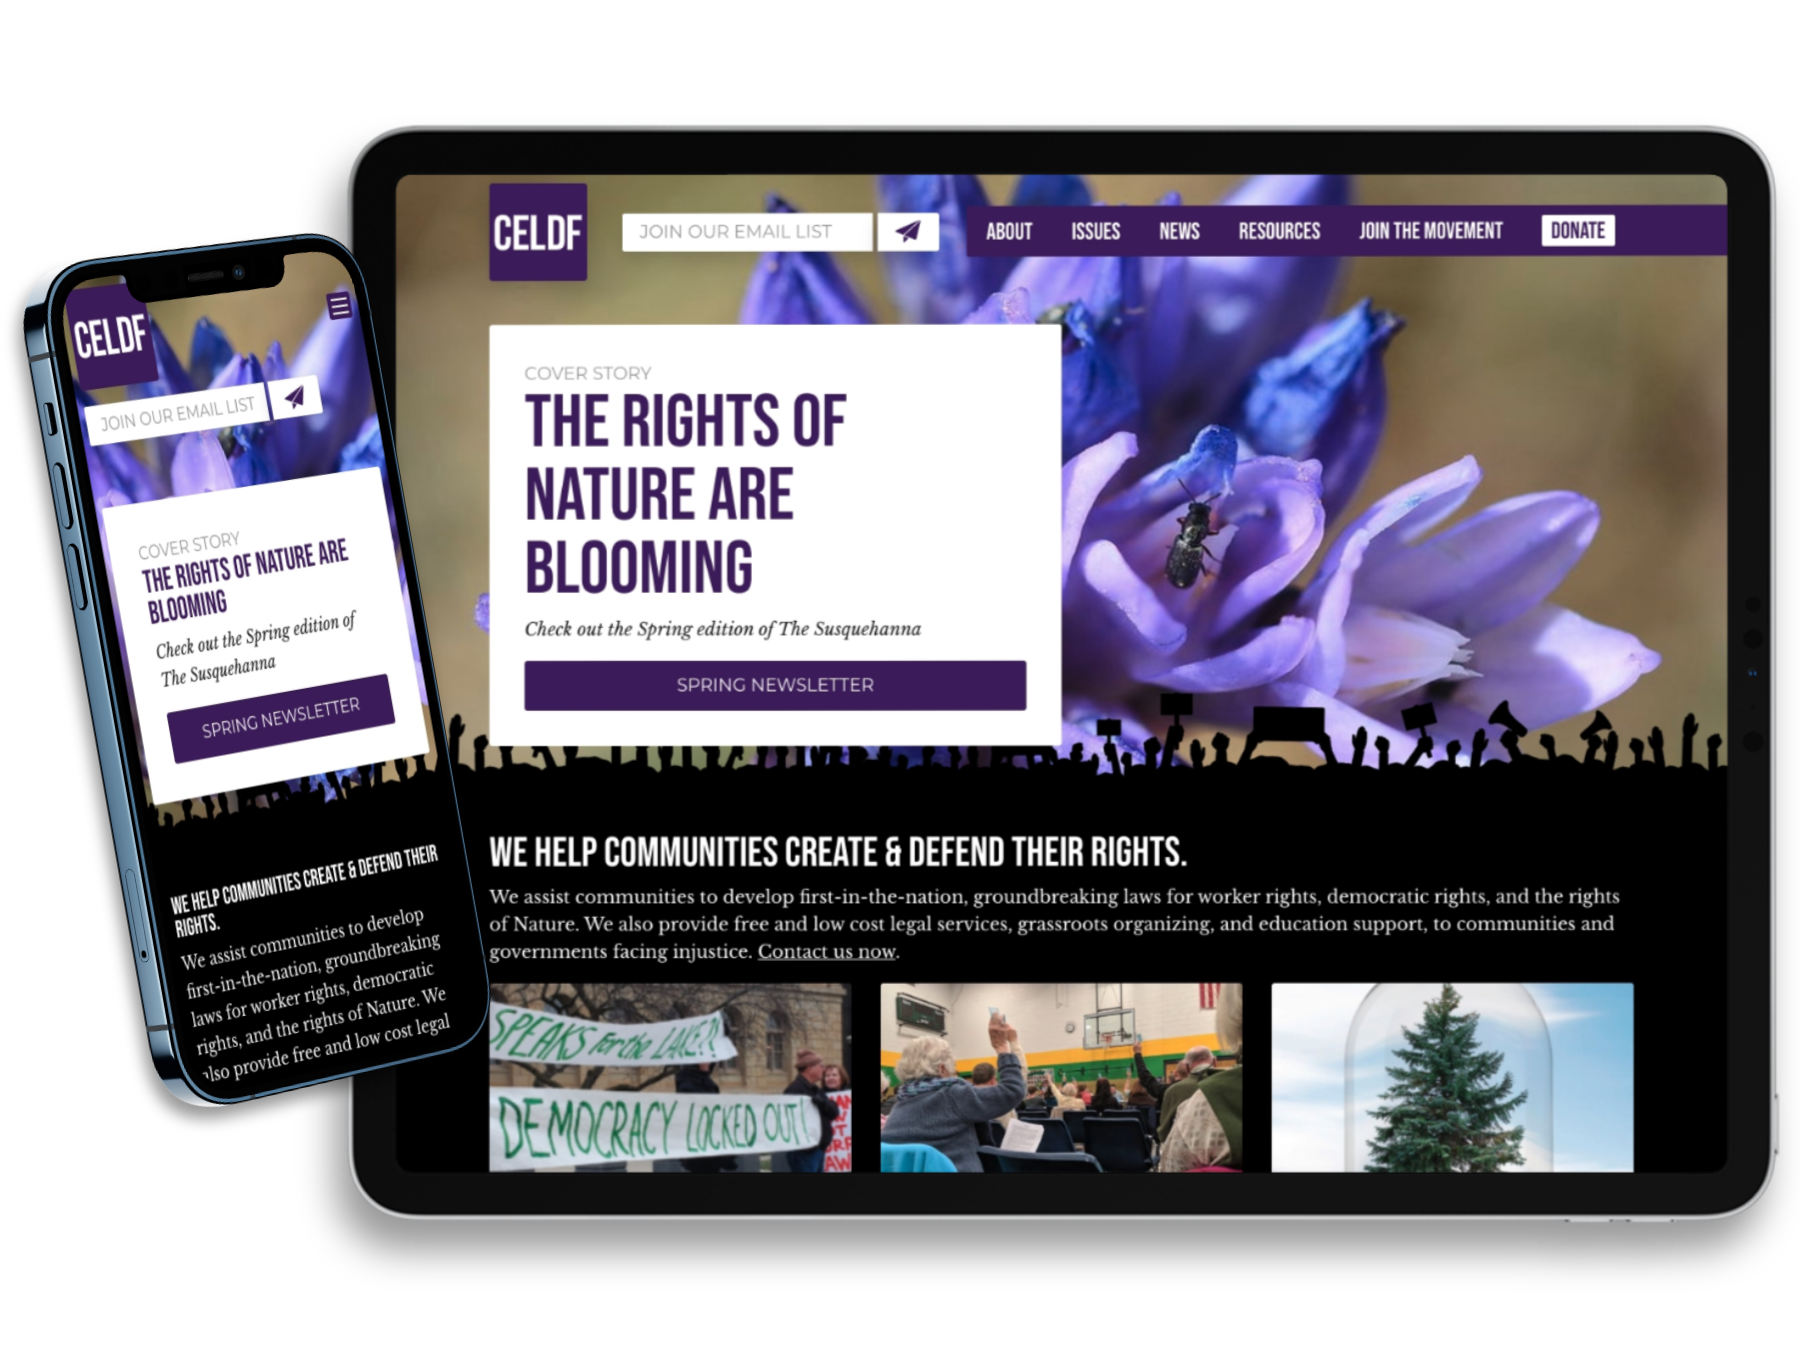 CELDF
JOIN OUR EMAIL LIST
COVER STORY
THE RIGHTS OF NATURE ARE
BLOOMING
Check out the Spring edition of
The Susquehanna
SPRING NEWSLETTER
WE HELP COMMUNITIES CREATE & DEFEND THEIR
RIGHTS.
We assist communities to develop
first-in-the-nation, groundbreaking
laws for worker rights, democratic
rights, and the rights of Nature. We
also provide free and low cost legal
CELDF
JOIN OUR EMAIL LIST
ABOUT ISSUES NEWS RESOURCES JOIN THE MOVEMENT DONATE
COVER STORY
THE RIGHTS OF
NATURE ARE
BLOOMING
Check out the Spring edition of The Susquehanna
SPRING NEWSLETTER
WE HELP COMMUNITIES CREATE & DEFEND THEIR RIGHTS.
We assist communities to develop first-in-the-nation, groundbreaking laws for worker rights, democratic rights, and the rights
of Nature. We also provide free and low cost legal services, grassroots organizing, and education support, to communities and
governments facing injustice. Contact us now.
SPEAKS for the LAKE?!
DEMOCRACY LOCKED OUT!